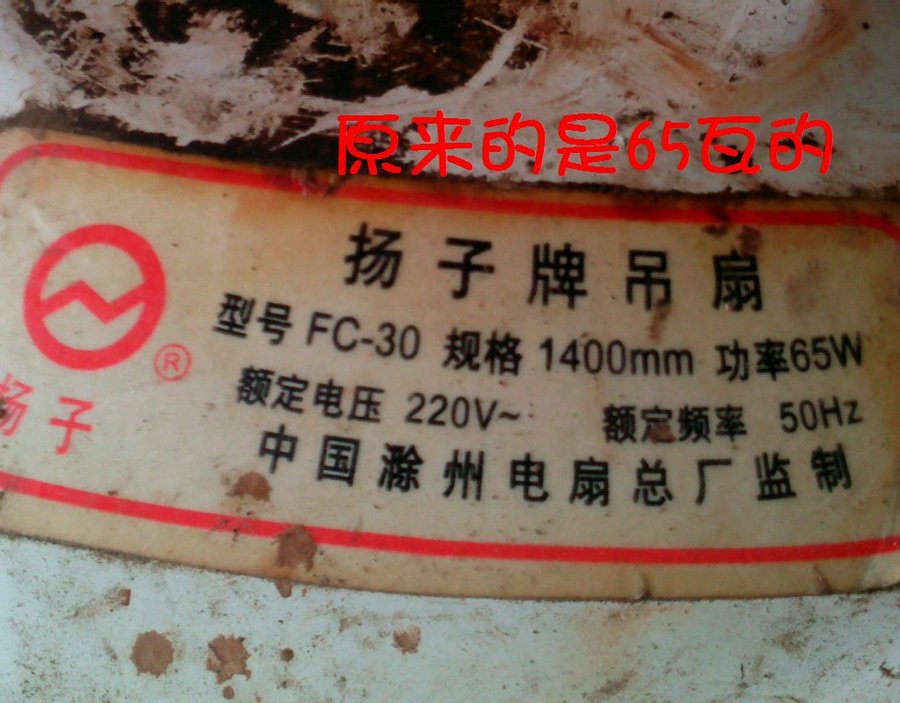 原来的是65瓦的
扬子牌吊扇
型号 FC-30 规格 1400mm 功率65W
额定电压 220V~ 额定频率 50Hz
中国滁州电扇总厂监制
®
扬子